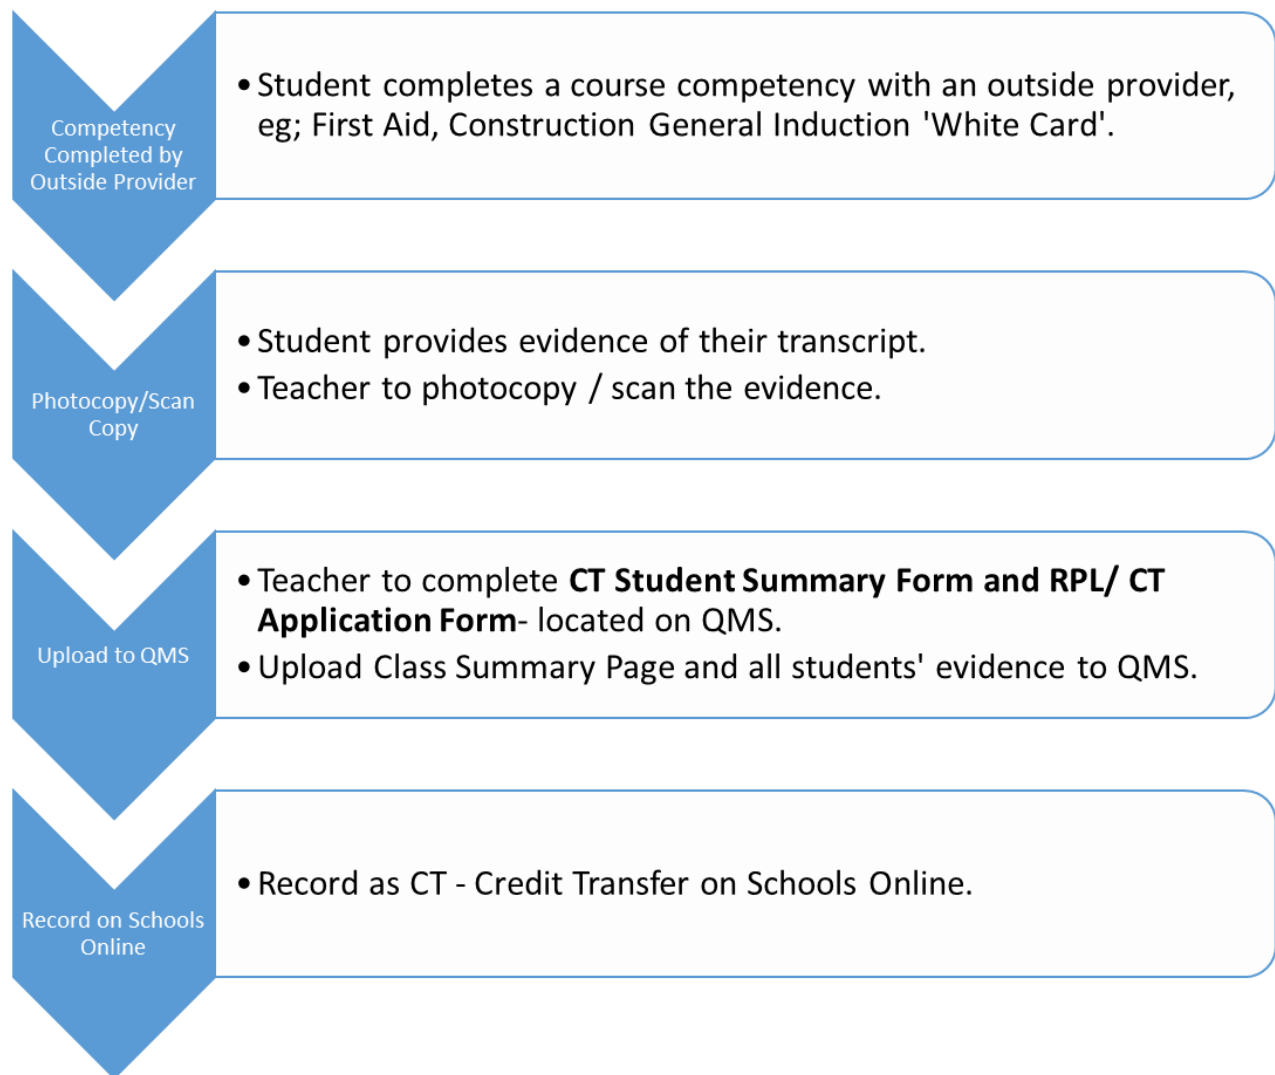 Competency
Completed by
Outside Provider
• Student completes a course competency with an outside provider,
eg; First Aid, Construction General Induction 'White Card'.
Photocopy/Scan
Copy
• Student provides evidence of their transcript.
• Teacher to photocopy / scan the evidence.
Upload to QMS
• Teacher to complete CT Student Summary Form and RPL/ CT
Application Form- located on QMS.
• Upload Class Summary Page and all students' evidence to QMS.
Record on Schools
Online
• Record as CT - Credit Transfer on Schools Online.